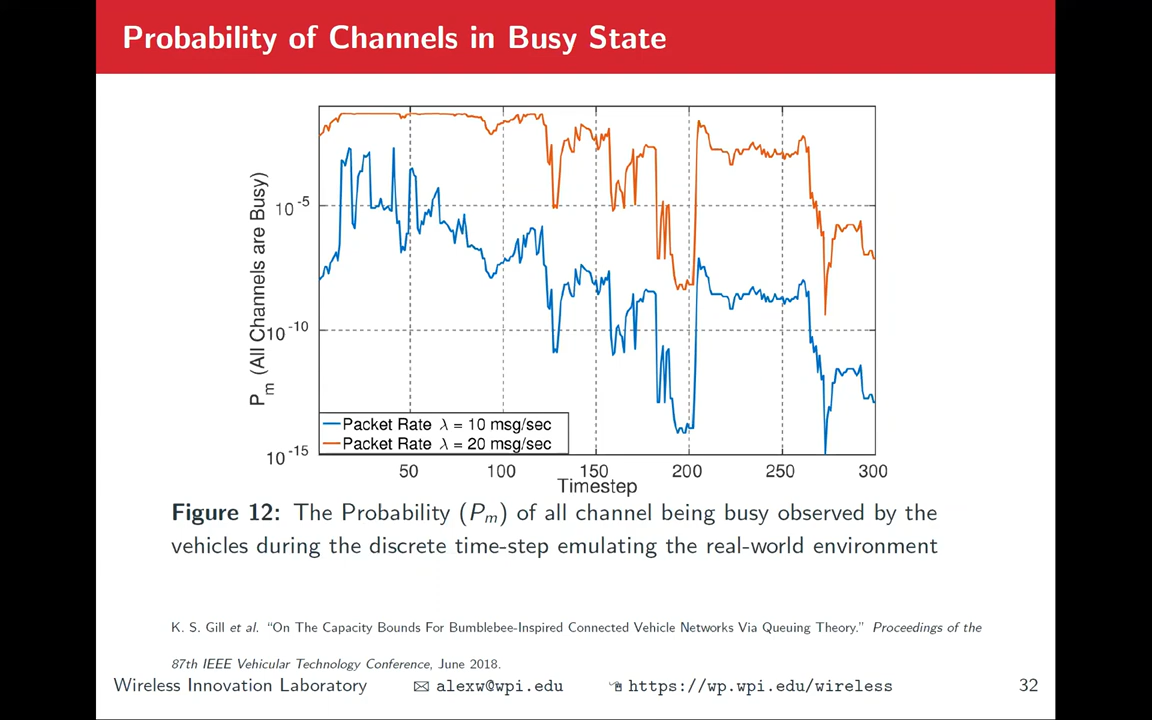 Probability of Channels in Busy State
P_m (All Channels are Busy)
10^-5
10^-10
10^-15
Packet Rate λ = 10 msg/sec
Packet Rate λ = 20 msg/sec
50 100 150 200 250 300
Timestep
Figure 12: The Probability (P_m) of all channel being busy observed by the
vehicles during the discrete time-step emulating the real-world environment
K. S. Gill et al. “On The Capacity Bounds For Bumblebee-Inspired Connected Vehicle Networks Via Queuing Theory.” Proceedings of the
87th IEEE Vehicular Technology Conference, June 2018.
Wireless Innovation Laboratory alexw@wpi.edu https://wp.wpi.edu/wireless 32